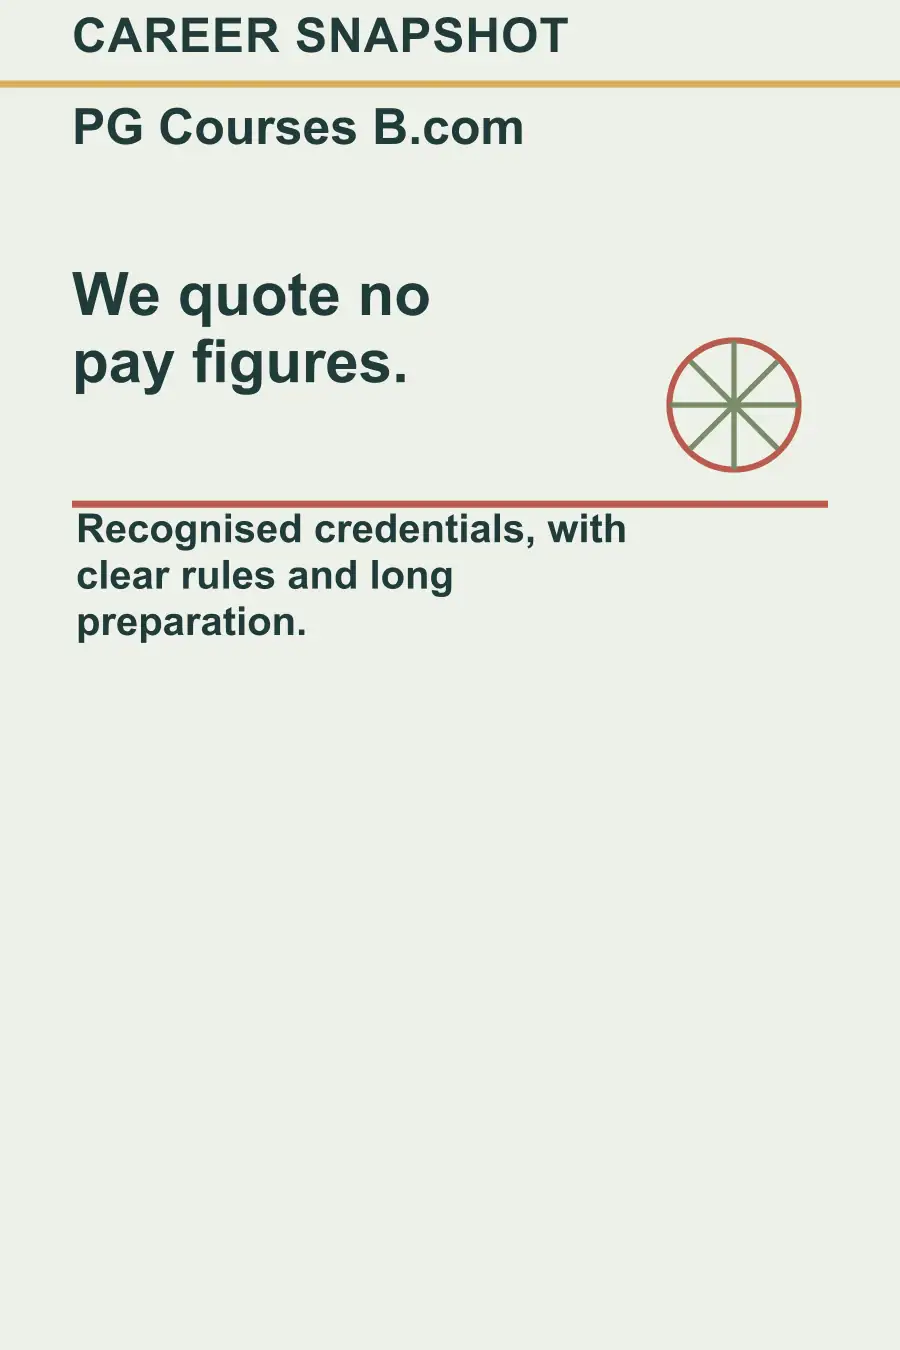 CAREER SNAPSHOT
PG Courses B.com
We quote no
pay figures.
Recognised credentials, with
clear rules and long
preparation.